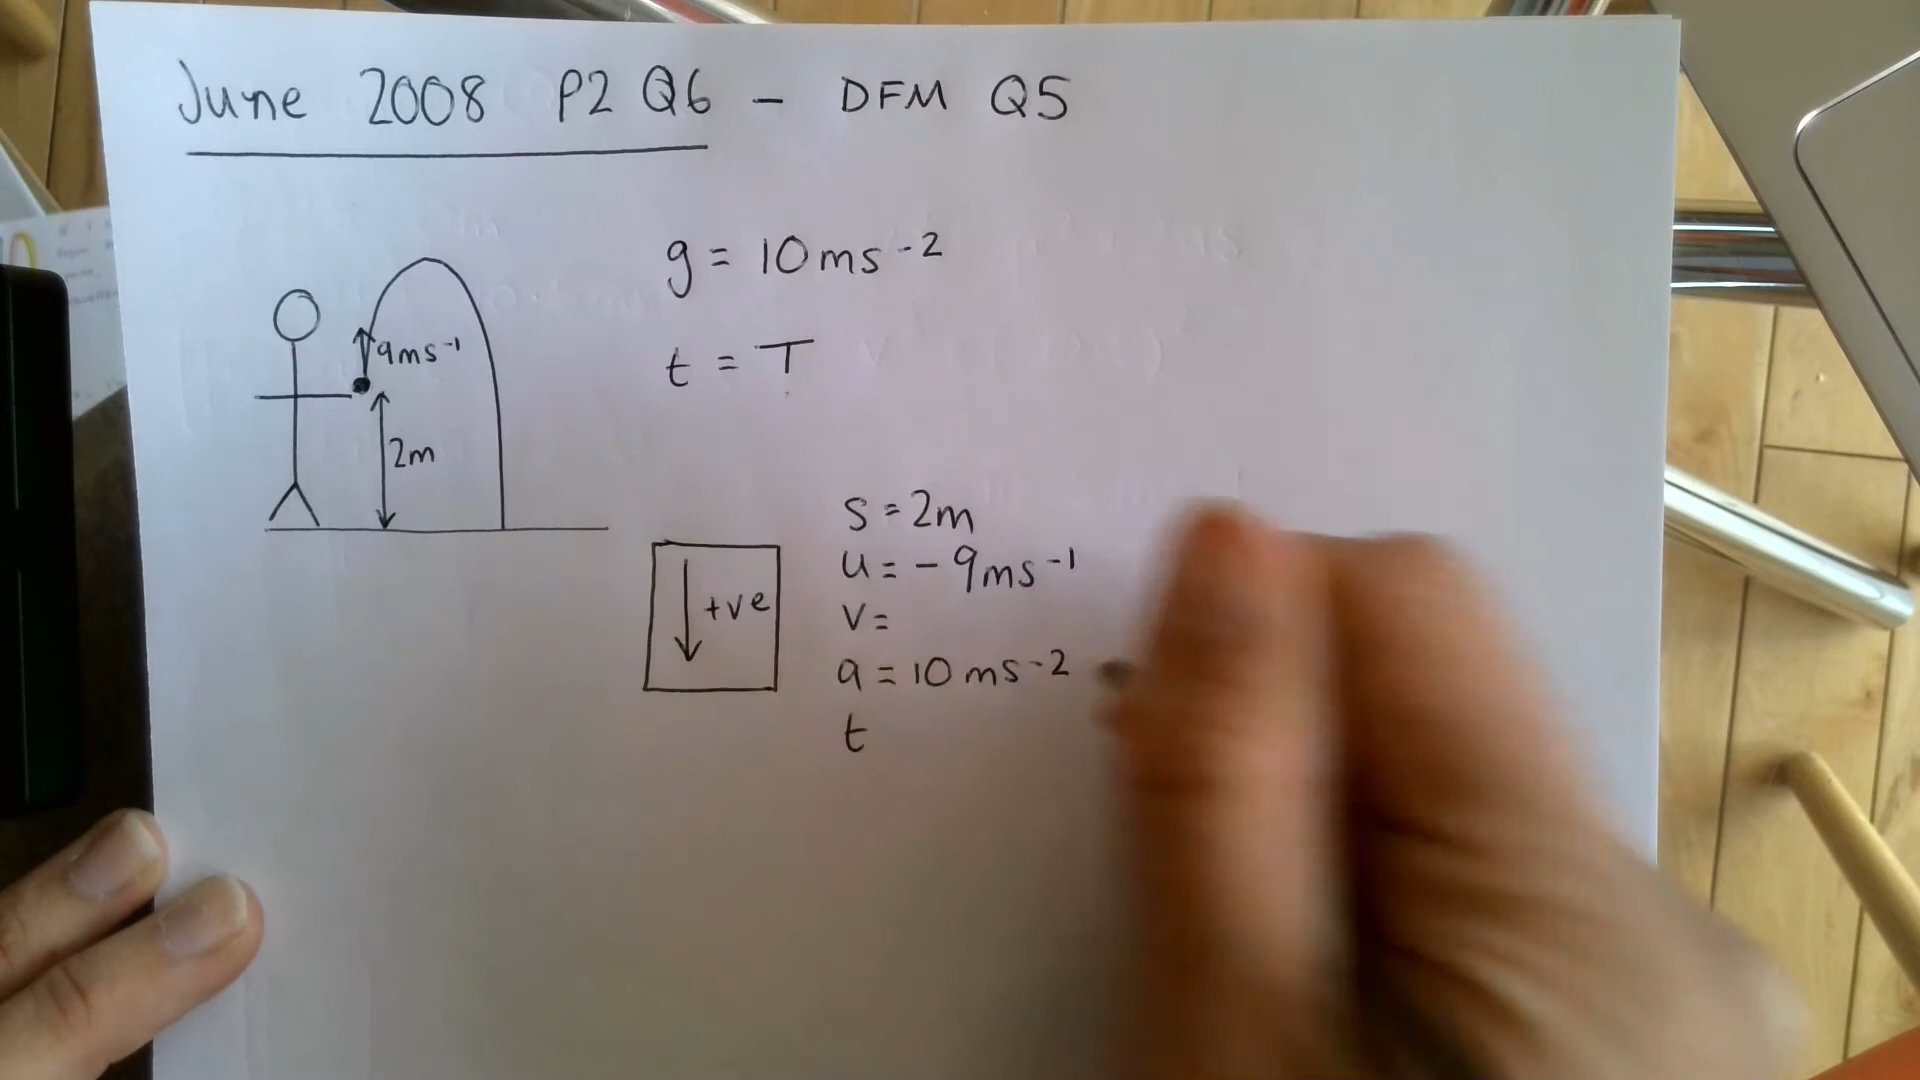 June 2008 P2 Q6 - DFM Q5
g = 10ms⁻²
9ms⁻¹
t = T
2m
s = 2m
u = -9ms⁻¹
+ve
v =
a = 10ms⁻²
t